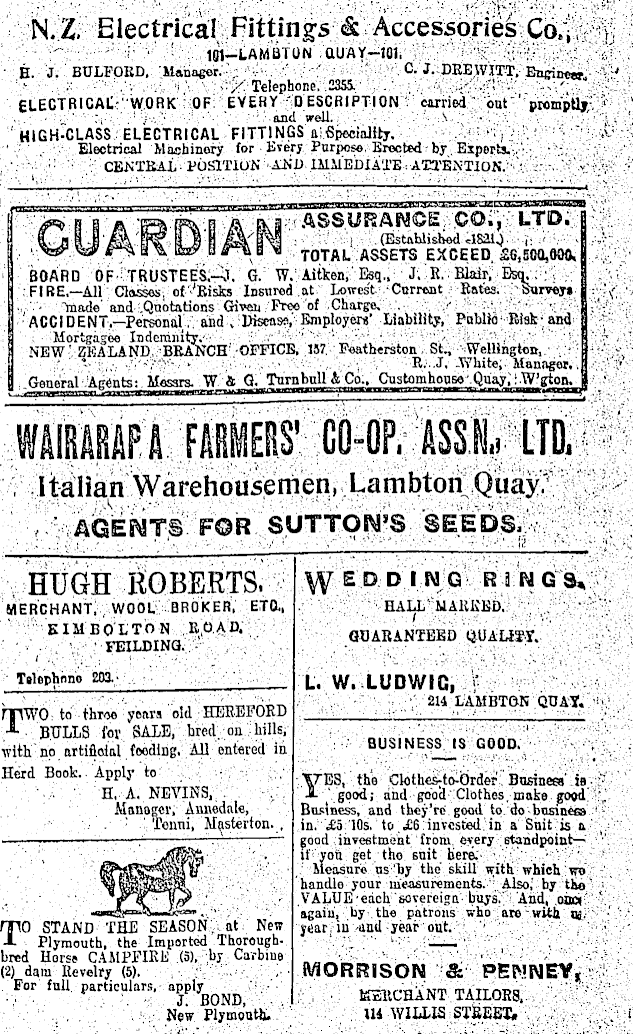 N.Z. Electrical Fittings & Accessories Co.,
101—LAMBTON QUAY—101.
H. J. BULFORD, Manager. C. J. DREWITT, Engineer.
Telephone, 2355.
ELECTRICAL WORK OF EVERY DESCRIPTION carried out promptly
and well.
HIGH-CLASS ELECTRICAL FITTINGS a Speciality.
Electrical Machinery for Every Purpose Erected by Experts.
CENTRAL POSITION AND IMMEDIATE ATTENTION.
GUARDIAN ASSURANCE CO., LTD.
(Established 1821.)
TOTAL ASSETS EXCEED £6,500,000.
BOARD OF TRUSTEES.—J. G. W. Aitken, Esq., J. R. Blair, Esq.
FIRE.—All Classes of Risks Insured at Lowest Current Rates. Surveys
made and Quotations Given Free of Charge.
ACCIDENT.—Personal and Disease, Employers' Liability, Public Risk and
Mortgagee Indemnity.
NEW ZEALAND BRANCH OFFICE, 157 Featherston St., Wellington,
R. J. White, Manager.
General Agents: Messrs. W & G. Turnbull & Co., Customhouse Quay, W'gton.
WAIRARAPA FARMERS' CO-OP. ASSN., LTD.
Italian Warehousemen, Lambton Quay.
AGENTS FOR SUTTON'S SEEDS.
HUGH ROBERTS.
MERCHANT, WOOL BROKER, ETC.,
KIMBOLTON ROAD,
FEILDING.
Telephone 203.
TWO to three years old HEREFORD
BULLS for SALE, bred on hills,
with no artificial feeding. All entered in
Herd Book. Apply to
H. A. NEVINS,
Manager, Annedale,
Tenui, Masterton.
TO STAND THE SEASON at New
Plymouth, the Imported Thorough-
bred Horse CAMPFIRE (5), by Carbine
(2) dam Revelry (5).
For full particulars, apply
J. BOND,
New Plymouth.
WEDDING RINGS.
HALL MARKED.
GUARANTEED QUALITY.
L. W. LUDWIG,
214 LAMBTON QUAY.
BUSINESS IS GOOD.
YES, the Clothes-to-Order Business is
good; and good Clothes make good
Business, and they're good to do business
in. £5 10s. to £6 invested in a Suit is a
good investment from every standpoint—
if you get the suit here.
Measure us by the skill with which we
handle your measurements. Also, by the
VALUE each sovereign buys. And, once
again, by the patrons who are with us
year in and year out.
MORRISON & PENNEY,
MERCHANT TAILORS,
114 WILLIS STREET.